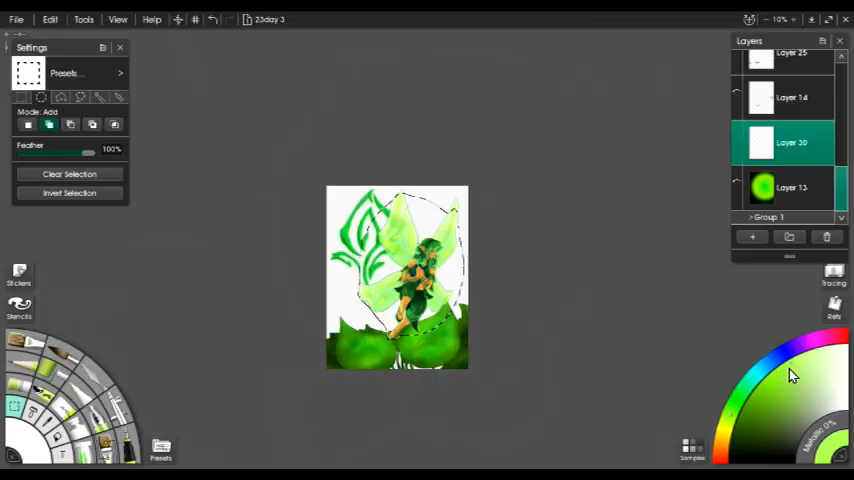 File Edit Tools View Help 23day 3 10%
Settings
Presets...
Mode: Add
Feather 100%
Clear Selection
Invert Selection
Stickers
Stencils
Presets
Layers
Layer 25
Layer 14
Layer 30
Layer 13
>Group 1
Tracing
Refs
Metallic 0%
Samples